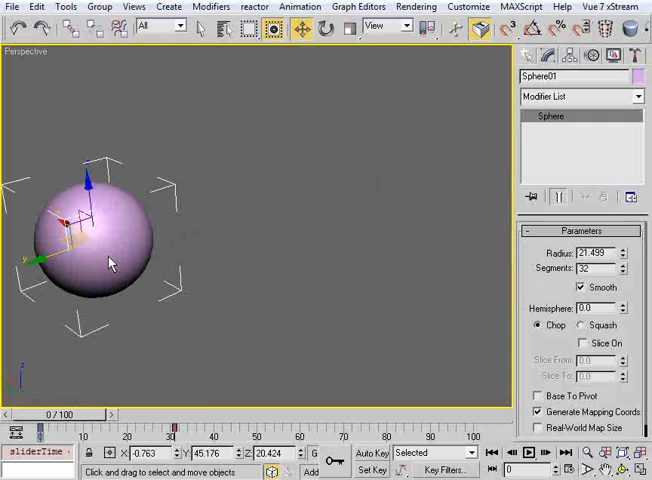 File Edit Tools Group Views Create Modifiers reactor Animation Graph Editors Rendering Customize MAXScript Help Vue 7 xStream
All View
Perspective
Sphere01
Modifier List
Sphere
- Parameters
Radius: 21.499
Segments: 32
Smooth
Hemisphere: 0.0
Chop Squash
Slice On
Slice From: 0.0
Slice To: 0.0
Base To Pivot
Generate Mapping Coords.
Real-World Map Size
y
z
< 0 / 100 >
10 20 30 40 50 60 70 80 90 100
sliderTime X: -0.763 Y: 45.176 Z: 20.424 G Auto Key Selected
Click and drag to select and move objects Add Set Key Key Filters... 0